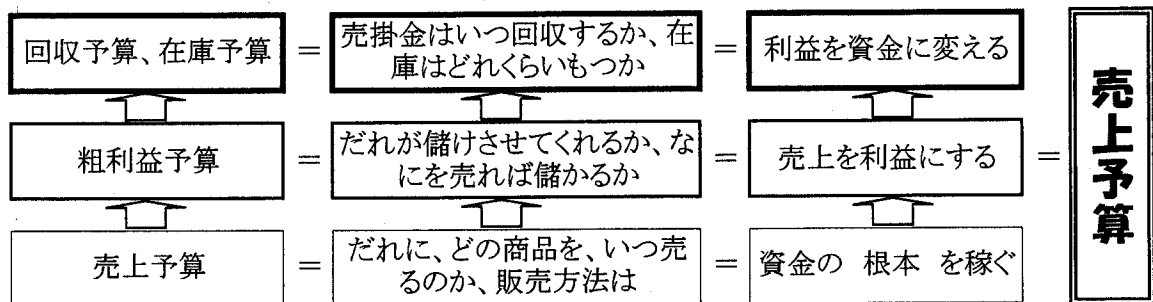 回収予算、在庫予算
=
売掛金はいつ回収するか、在
庫はどれくらいもつか
=
利益を資金に変える
粗利益予算
=
だれが儲けさせてくれるか、な
にを売れば儲かるか
=
売上を利益にする
=
売上予算
売上予算
=
だれに、どの商品を、いつ売
るのか、販売方法は
=
資金の 根本 を稼ぐ